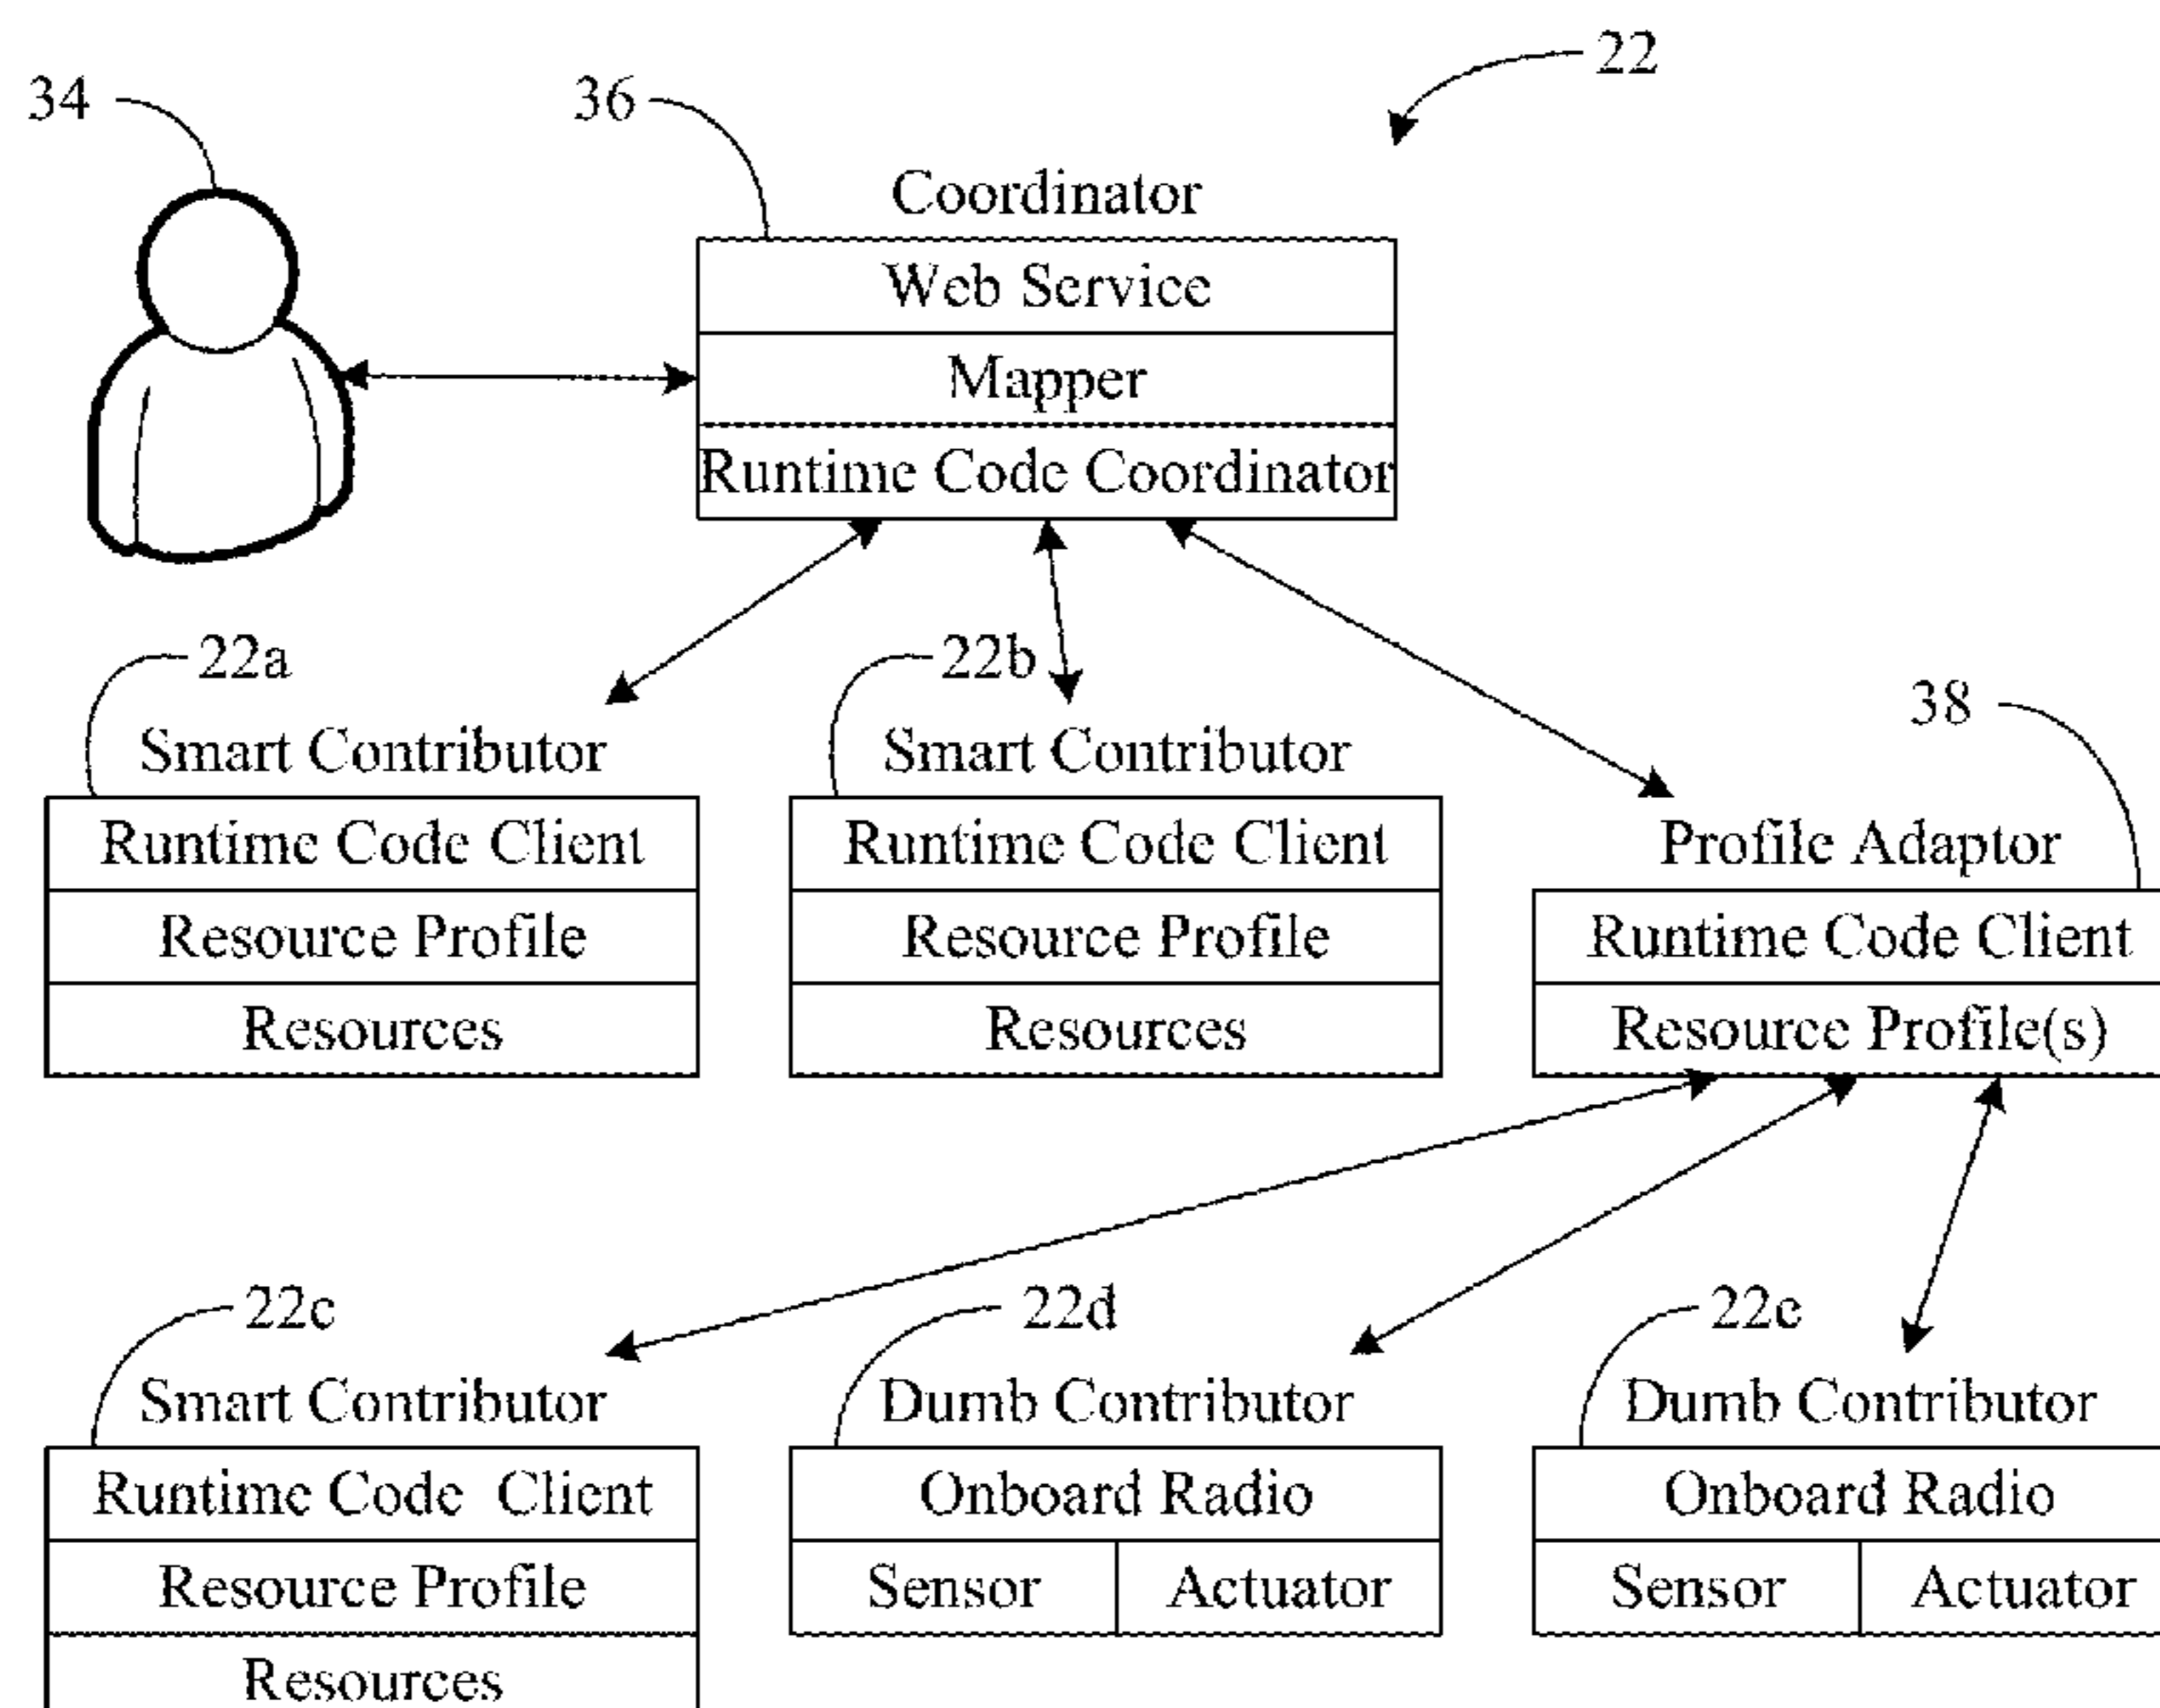 22
34
36
Coordinator
Web Service
Mapper
Runtime Code Coordinator
22a
22b
38
Smart Contributor
Smart Contributor
Profile Adaptor
Runtime Code Client
Runtime Code Client
Runtime Code Client
Resource Profile
Resource Profile
Resource Profile(s)
Resources
Resources
22c
22d
22e
Smart Contributor
Dumb Contributor
Dumb Contributor
Runtime Code Client
Onboard Radio
Onboard Radio
Resource Profile
Sensor
Actuator
Sensor
Actuator
Resources